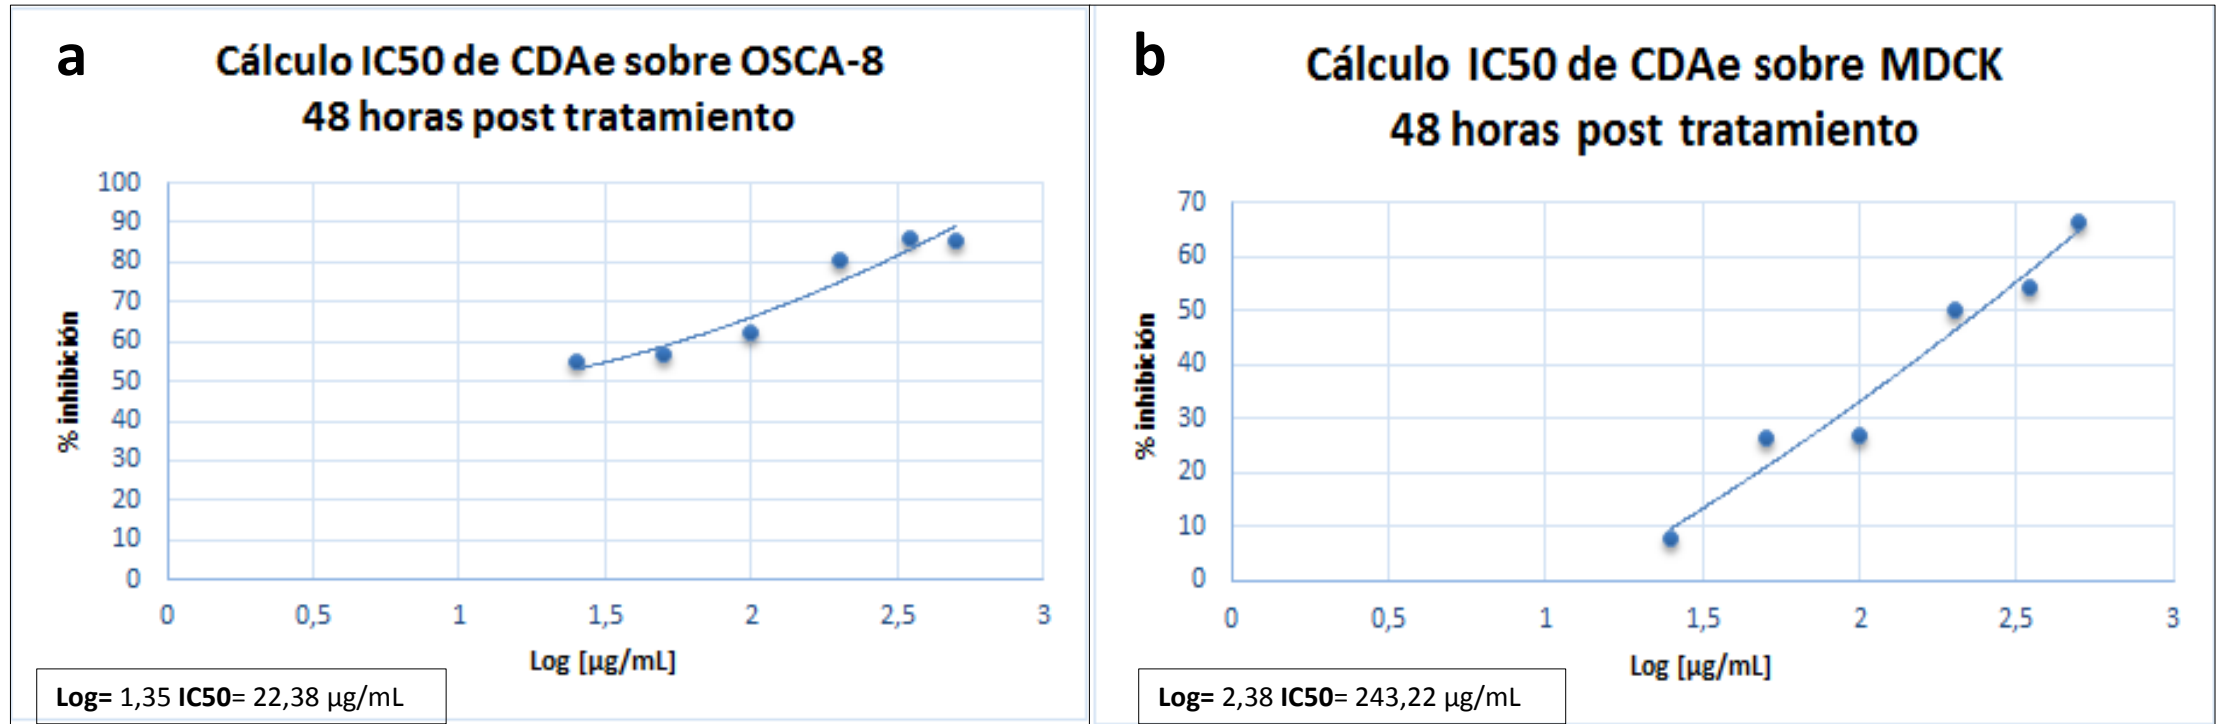 a
Cálculo IC50 de CDAe sobre OSCA-8
48 horas post tratamiento
100
90
80
70
60
50
40
30
20
10
0
% inhibición
0 0,5 1 1,5 2 2,5 3
Log [µg/mL]
Log= 1,35 IC50= 22,38 µg/mL
b
Cálculo IC50 de CDAe sobre MDCK
48 horas post tratamiento
70
60
50
40
30
20
10
0
% inhibición
0 0,5 1 1,5 2 2,5 3
Log [µg/mL]
Log= 2,38 IC50= 243,22 µg/mL